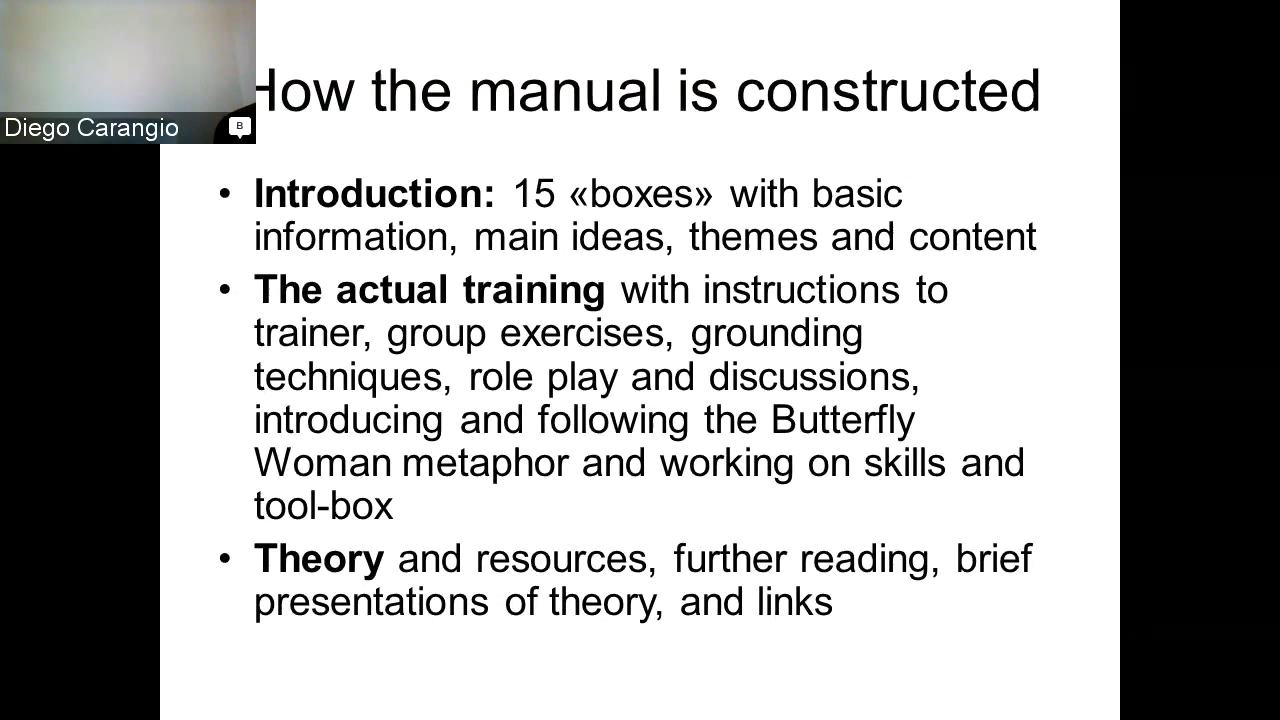 How the manual is constructed
Diego Carangio
B
• Introduction: 15 «boxes» with basic
information, main ideas, themes and content
• The actual training with instructions to
trainer, group exercises, grounding
techniques, role play and discussions,
introducing and following the Butterfly
Woman metaphor and working on skills and
tool-box
• Theory and resources, further reading, brief
presentations of theory, and links